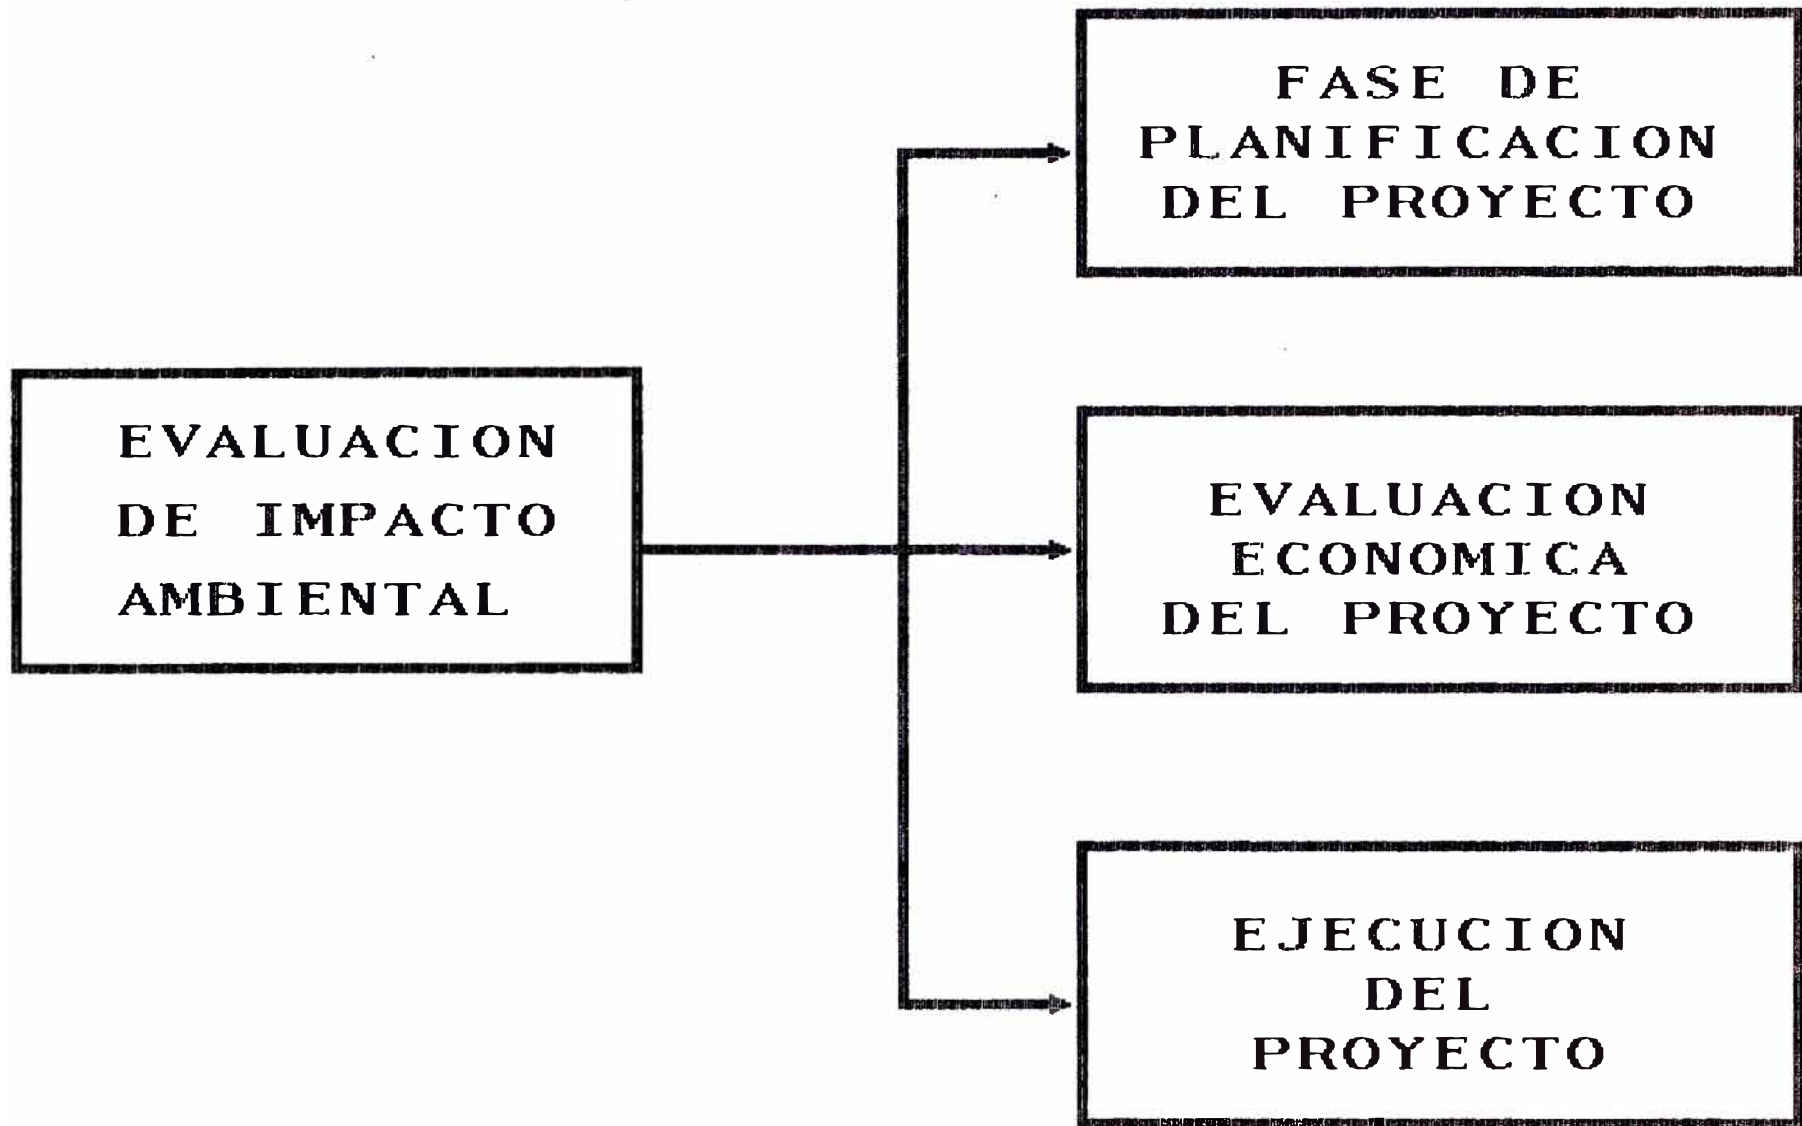 FASE DE
PLANIFICACION
DEL PROYECTO
EVALUACION
DE IMPACTO
AMBIENTAL
EVALUACION
ECONOMICA
DEL PROYECTO
EJECUCION
DEL
PROYECTO